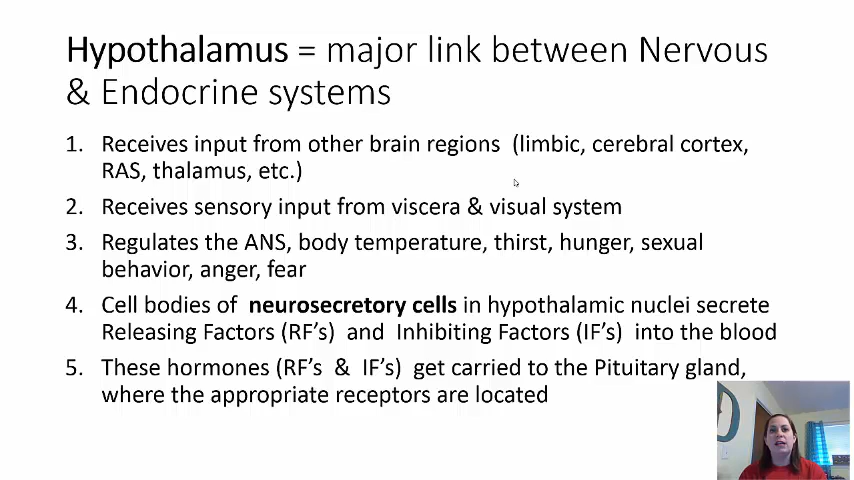 Hypothalamus = major link between Nervous
& Endocrine systems
1. Receives input from other brain regions (limbic, cerebral cortex,
RAS, thalamus, etc.)
2. Receives sensory input from viscera & visual system
3. Regulates the ANS, body temperature, thirst, hunger, sexual
behavior, anger, fear
4. Cell bodies of neurosecretory cells in hypothalamic nuclei secrete
Releasing Factors (RF's) and Inhibiting Factors (IF's) into the blood
5. These hormones (RF's & IF's) get carried to the Pituitary gland,
where the appropriate receptors are located